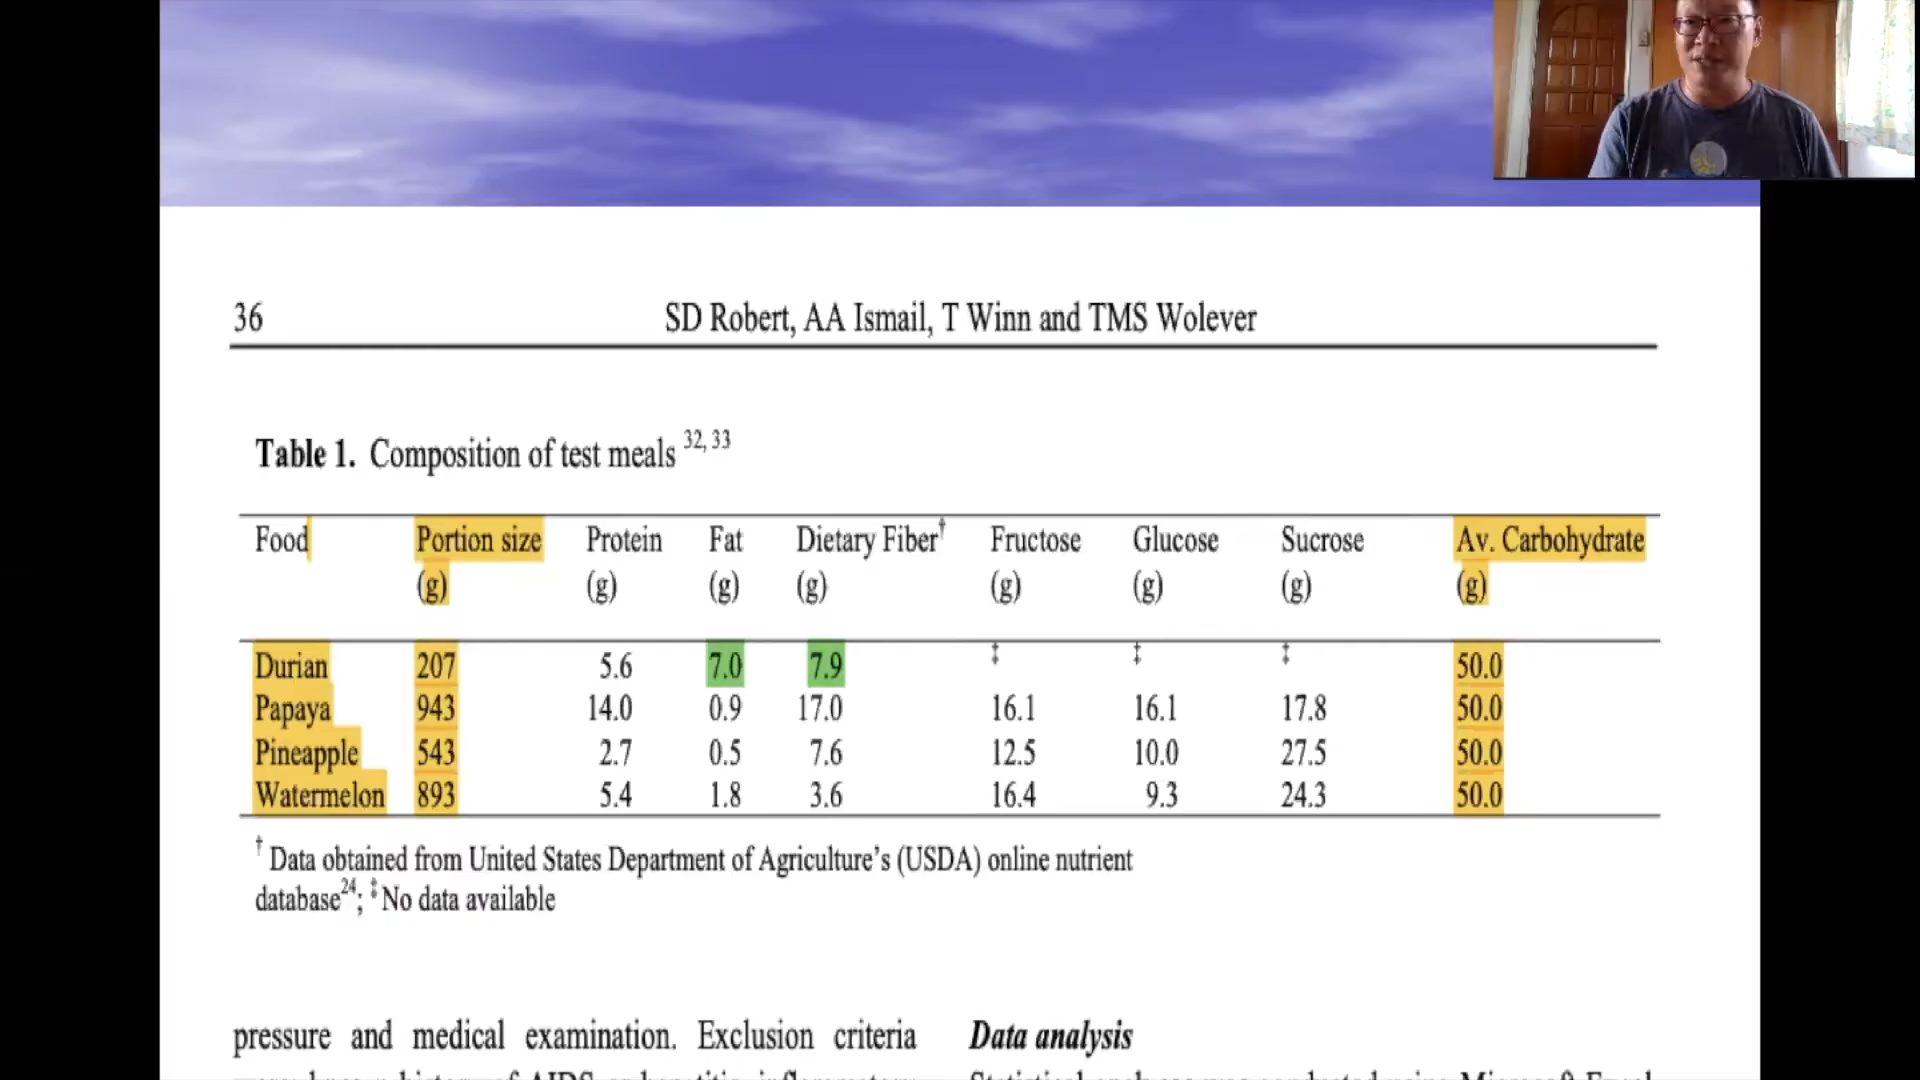 36 SD Robert, AA Ismail, T Winn and TMS Wolever
Table 1. Composition of test meals 32, 33
Food Portion size Protein Fat Dietary Fiber† Fructose Glucose Sucrose Av. Carbohydrate
(g) (g) (g) (g) (g) (g) (g) (g)
Durian 207 5.6 7.0 7.9 ‡ ‡ ‡ 50.0
Papaya 943 14.0 0.9 17.0 16.1 16.1 17.8 50.0
Pineapple 543 2.7 0.5 7.6 12.5 10.0 27.5 50.0
Watermelon 893 5.4 1.8 3.6 16.4 9.3 24.3 50.0
† Data obtained from United States Department of Agriculture's (USDA) online nutrient
database24; ‡ No data available
pressure and medical examination. Exclusion criteria
Data analysis